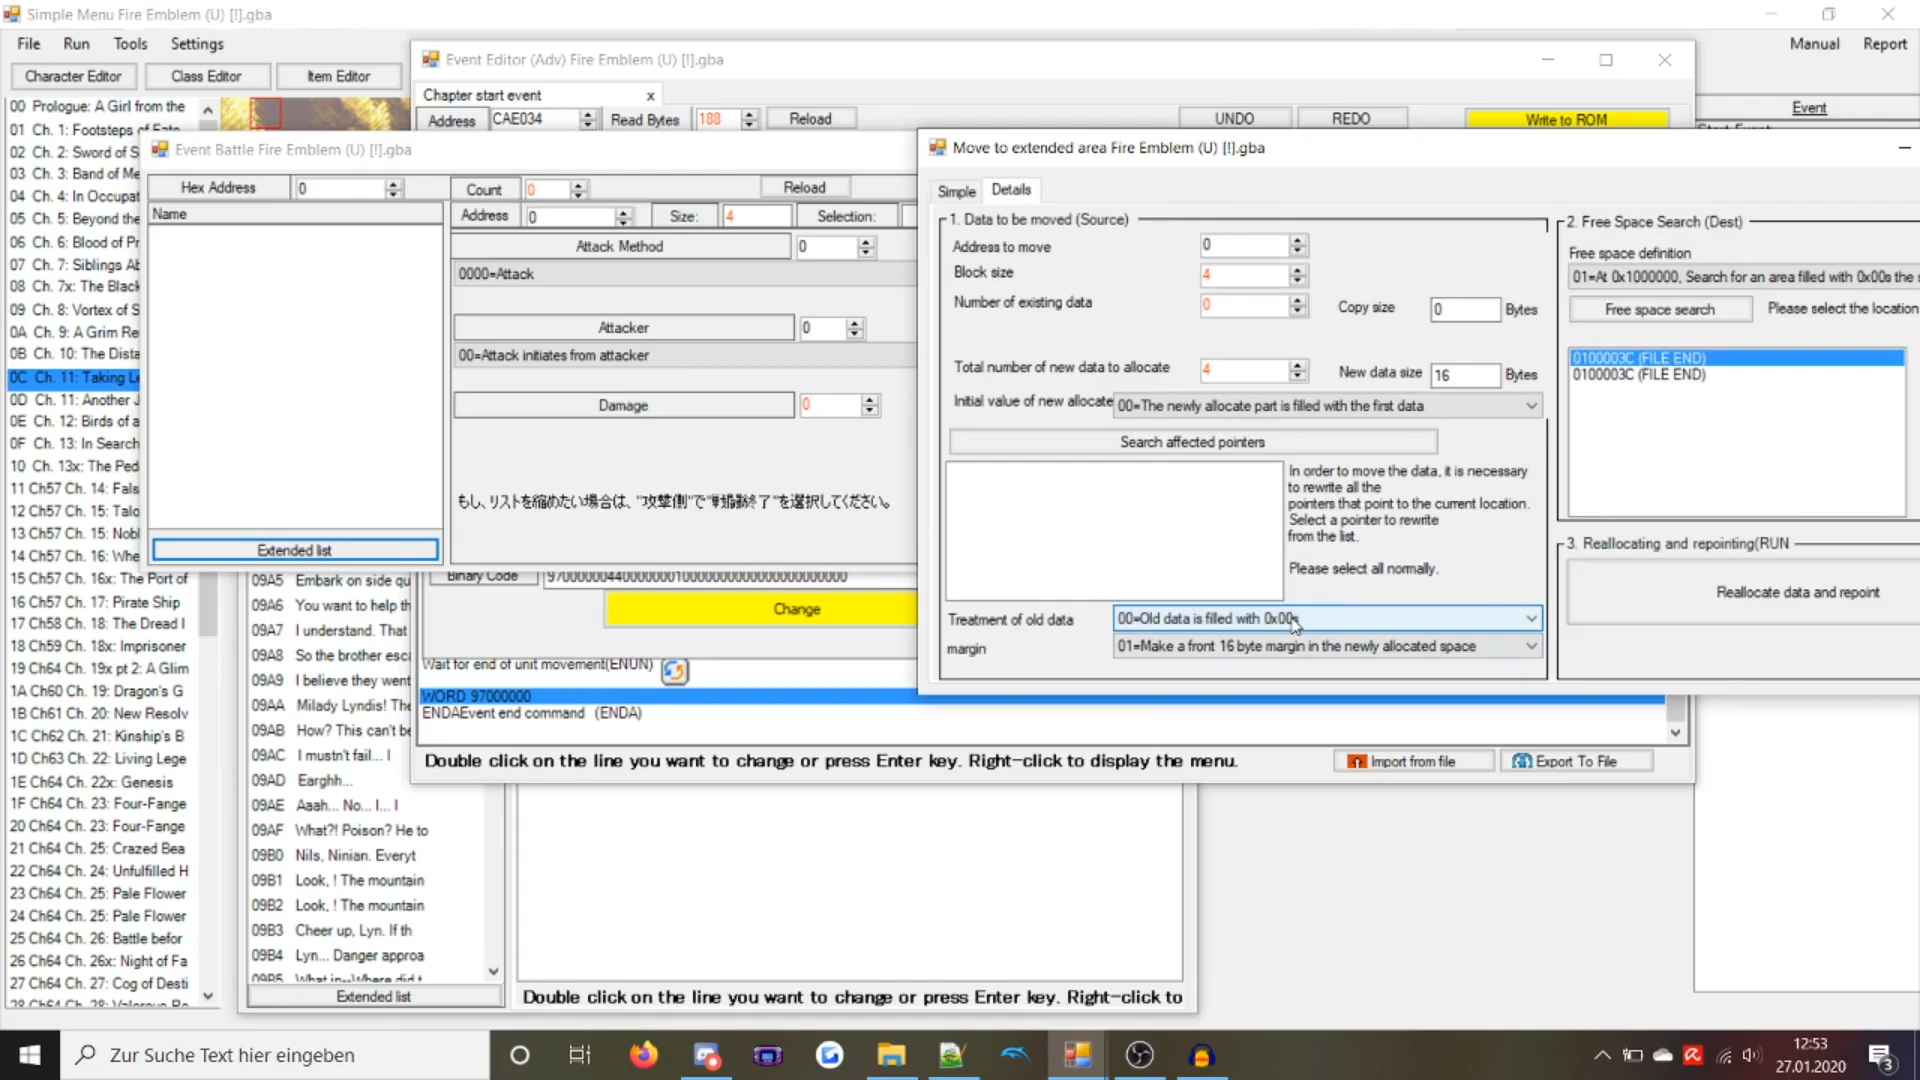 Simple Menu Fire Emblem (U) [!].gba
File Run Tools Settings
Manual Report
Character Editor Class Editor Item Editor
00 Prologue: A Girl from the
01 Ch. 1: Footsteps of Fate
02 Ch. 2: Sword of S
03 Ch. 3: Band of Me
04 Ch. 4: In Occupat
05 Ch. 5: Beyond the
06 Ch. 6: Blood of Pr
07 Ch. 7: Siblings Ab
08 Ch. 7x: The Black
09 Ch. 8: Vortex of S
0A Ch. 9: A Grim Re
0B Ch. 10: The Dista
0C Ch. 11: Taking Le
0D Ch. 11: Another J
0E Ch. 12: Birds of a
0F Ch. 13: In Search
10 Ch. 13x: The Ped
11 Ch57 Ch. 14: Fals
12 Ch57 Ch. 15: Talo
13 Ch57 Ch. 15: Nobl
14 Ch57 Ch. 16: Whe
15 Ch57 Ch. 16x: The Port of
16 Ch57 Ch. 17: Pirate Ship
17 Ch58 Ch. 18: The Dread I
18 Ch59 Ch. 18x: Imprisoner
19 Ch64 Ch. 19x pt 2: A Glim
1A Ch60 Ch. 19: Dragon's G
1B Ch61 Ch. 20: New Resolv
1C Ch62 Ch. 21: Kinship's B
1D Ch63 Ch. 22: Living Lege
1E Ch64 Ch. 22x: Genesis
1F Ch64 Ch. 23: Four-Fange
20 Ch64 Ch. 23: Four-Fange
21 Ch64 Ch. 25: Crazed Bea
22 Ch64 Ch. 24: Unfulfilled H
23 Ch64 Ch. 25: Pale Flower
24 Ch64 Ch. 25: Pale Flower
25 Ch64 Ch. 26: Battle befor
26 Ch64 Ch. 26x: Night of Fa
27 Ch64 Ch. 27: Cog of Desti
28 Ch64 Ch. 28: Valorous Ro
Event Editor (Adv) Fire Emblem (U) [!].gba
Chapter start event x
Address CAE034 Read Bytes 188 Reload
UNDO REDO Write to ROM
Event
Event Battle Fire Emblem (U) [!].gba
Hex Address 0
Name
Extended list
Count 0 Reload
Address 0 Size: 4 Selection:
Attack Method 0
0000=Attack
Attacker 0
00=Attack initiates from attacker
Damage 0
もし、リストを縮めたい場合は、"攻撃側"で"戦闘終了"を選択してください。
Move to extended area Fire Emblem (U) [!].gba
Simple Details
1. Data to be moved (Source)
Address to move 0
Block size 4
Number of existing data 0 Copy size 0 Bytes
Total number of new data to allocate 4 New data size 16 Bytes
Initial value of new allocate 00=The newly allocate part is filled with the first data
Search affected pointers
In order to move the data, it is necessary
to rewrite all the
pointers that point to the current location.
Select a pointer to rewrite
from the list.
Please select all normally.
Treatment of old data 00=Old data is filled with 0x00s
margin 01=Make a front 16 byte margin in the newly allocated space
2. Free Space Search (Dest)
Free space definition
01=At 0x1000000, Search for an area filled with 0x00s the s
Free space search Please select the location
0100003C (FILE END)
0100003C (FILE END)
3. Reallocating and repointing(RUN
Reallocate data and repoint
Binary Code 9700000044000000100000000000000000000000
Change
Wait for end of unit movement(ENUN)
WORD 97000000
ENDAEvent end command (ENDA)
Double click on the line you want to change or press Enter key. Right-click to display the menu.
Import from file Export To File
09A5 Embark on side qu
09A6 You want to help th
09A7 I understand. That
09A8 So the brother esca
09A9 I believe they went
09AA Milady Lyndis! The
09AB How? This can't be
09AC I mustn't fail... I
09AD Earghh...
09AE Aaah... No... I... I
09AF What?! Poison? He to
09B0 Nils, Ninian. Everyt
09B1 Look, ! The mountain
09B2 Look, ! The mountain
09B3 Cheer up, Lyn. If th
09B4 Lyn... Danger approa
09B5 What in--Where did t
Extended list
Double click on the line you want to change or press Enter key. Right-click to
Zur Suche Text hier eingeben
12:53
27.01.2020
3